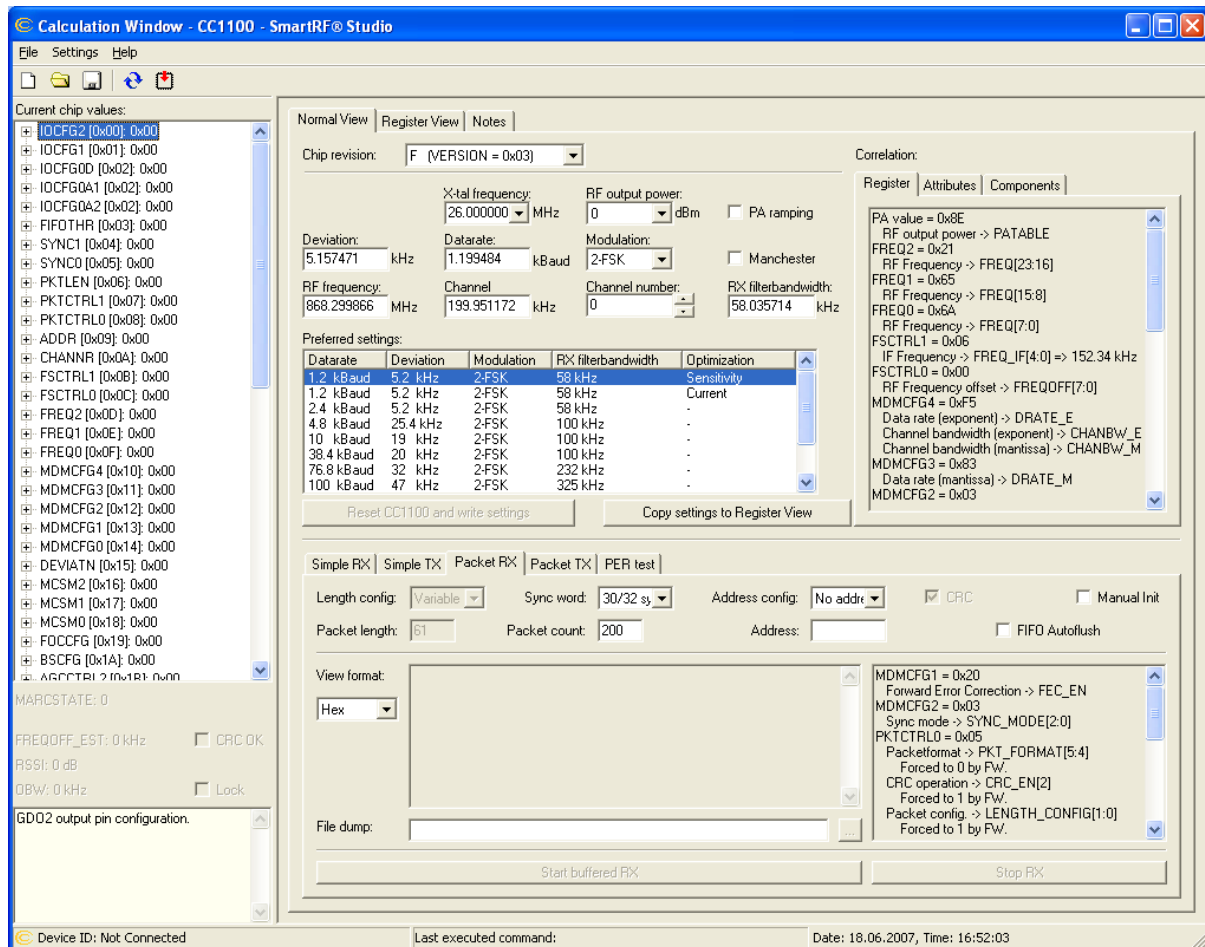 Calculation Window - CC1100 - SmartRF® Studio
File Settings Help
Current chip values:
IOCFG2 [0x00]: 0x00
IOCFG1 [0x01]: 0x00
IOCFG0D [0x02]: 0x00
IOCFG0A1 [0x02]: 0x00
IOCFG0A2 [0x02]: 0x00
FIFOTHR [0x03]: 0x00
SYNC1 [0x04]: 0x00
SYNC0 [0x05]: 0x00
PKTLEN [0x06]: 0x00
PKTCTRL1 [0x07]: 0x00
PKTCTRL0 [0x08]: 0x00
ADDR [0x09]: 0x00
CHANNR [0x0A]: 0x00
FSCTRL1 [0x0B]: 0x00
FSCTRL0 [0x0C]: 0x00
FREQ2 [0x0D]: 0x00
FREQ1 [0x0E]: 0x00
FREQ0 [0x0F]: 0x00
MDMCFG4 [0x10]: 0x00
MDMCFG3 [0x11]: 0x00
MDMCFG2 [0x12]: 0x00
MDMCFG1 [0x13]: 0x00
MDMCFG0 [0x14]: 0x00
DEVIATN [0x15]: 0x00
MCSM2 [0x16]: 0x00
MCSM1 [0x17]: 0x00
MCSM0 [0x18]: 0x00
FOCCFG [0x19]: 0x00
BSCFG [0x1A]: 0x00
AGCCTRL2 [0x1B]: 0x00
MARCSTATE: 0
FREQOFF_EST: 0 kHz CRC OK
RSSI: 0 dB
OBW: 0 kHz Lock
GDO2 output pin configuration.
Normal View Register View Notes
Chip revision: F (VERSION = 0x03)
X-tal frequency: RF output power:
26.000000 MHz 0 dBm PA ramping
Deviation: Datarate: Modulation:
5.157471 kHz 1.199484 kBaud 2-FSK Manchester
RF frequency: Channel Channel number: RX filterbandwidth:
868.299866 MHz 199.951172 kHz 0 58.035714 kHz
Preferred settings:
Datarate Deviation Modulation RX filterbandwidth Optimization
1.2 kBaud 5.2 kHz 2-FSK 58 kHz Sensitivity
1.2 kBaud 5.2 kHz 2-FSK 58 kHz Current
2.4 kBaud 5.2 kHz 2-FSK 58 kHz -
4.8 kBaud 25.4 kHz 2-FSK 100 kHz -
10 kBaud 19 kHz 2-FSK 100 kHz -
38.4 kBaud 20 kHz 2-FSK 100 kHz -
76.8 kBaud 32 kHz 2-FSK 232 kHz -
100 kBaud 47 kHz 2-FSK 325 kHz -
Reset CC1100 and write settings Copy settings to Register View
Correlation:
Register Attributes Components
PA value = 0x8E
RF output power -> PATABLE
FREQ2 = 0x21
RF Frequency -> FREQ[23:16]
FREQ1 = 0x65
RF Frequency -> FREQ[15:8]
FREQ0 = 0x6A
RF Frequency -> FREQ[7:0]
FSCTRL1 = 0x06
IF Frequency -> FREQ_IF[4:0] => 152.34 kHz
FSCTRL0 = 0x00
RF Frequency offset -> FREQOFF[7:0]
MDMCFG4 = 0xF5
Data rate (exponent) -> DRATE_E
Channel bandwidth (exponent) -> CHANBW_E
Channel bandwidth (mantissa) -> CHANBW_M
MDMCFG3 = 0x83
Data rate (mantissa) -> DRATE_M
MDMCFG2 = 0x03
Simple RX Simple TX Packet RX Packet TX PER test
Length config: Variable Sync word: 30/32 sy Address config: No addre CRC Manual Init
Packet length: 61 Packet count: 200 Address: FIFO Autoflush
View format:
Hex
File dump: ...
MDMCFG1 = 0x20
Forward Error Correction -> FEC_EN
MDMCFG2 = 0x03
Sync mode -> SYNC_MODE[2:0]
PKTCTRL0 = 0x05
Packetformat -> PKT_FORMAT[5:4]
Forced to 0 by FW.
CRC operation -> CRC_EN[2]
Forced to 1 by FW.
Packet config. -> LENGTH_CONFIG[1:0]
Forced to 1 by FW.
Start buffered RX Stop RX
Device ID: Not Connected Last executed command: Date: 18.06.2007, Time: 16:52:03